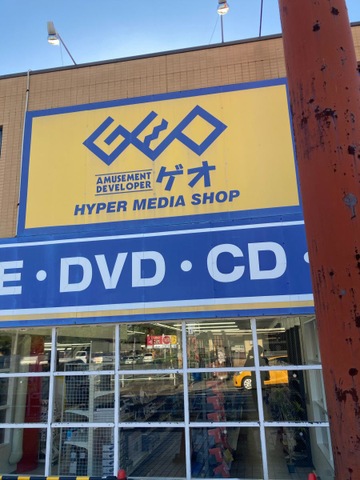 GEO
AMUSEMENT
DEVELOPER
ゲオ
HYPER MEDIA SHOP
E・DVD・CD・